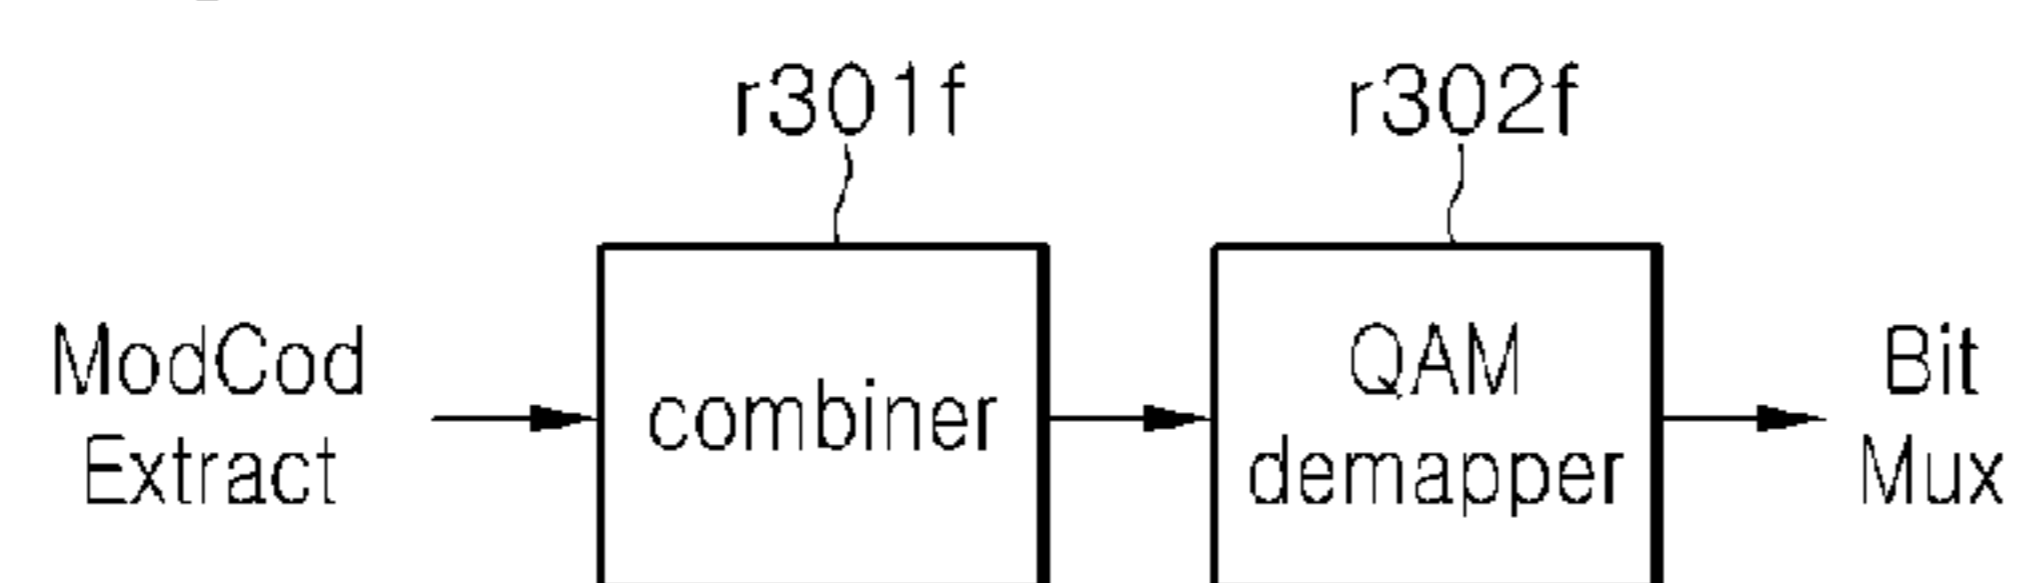 r301f
r302f
ModCod
Extract
combiner
QAM
demapper
Bit
Mux